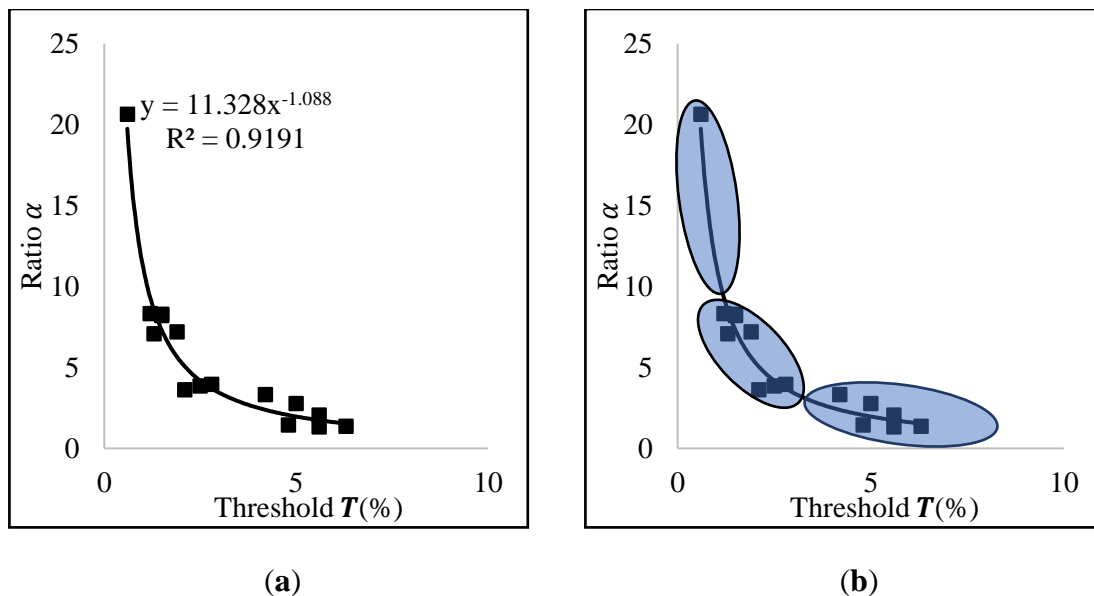 25
20
15
10
5
0
0 5 10
Ratio α
Threshold T(%)
y = 11.328x^-1.088
R² = 0.9191
(a)
25
20
15
10
5
0
0 5 10
Ratio α
Threshold T(%)
(b)